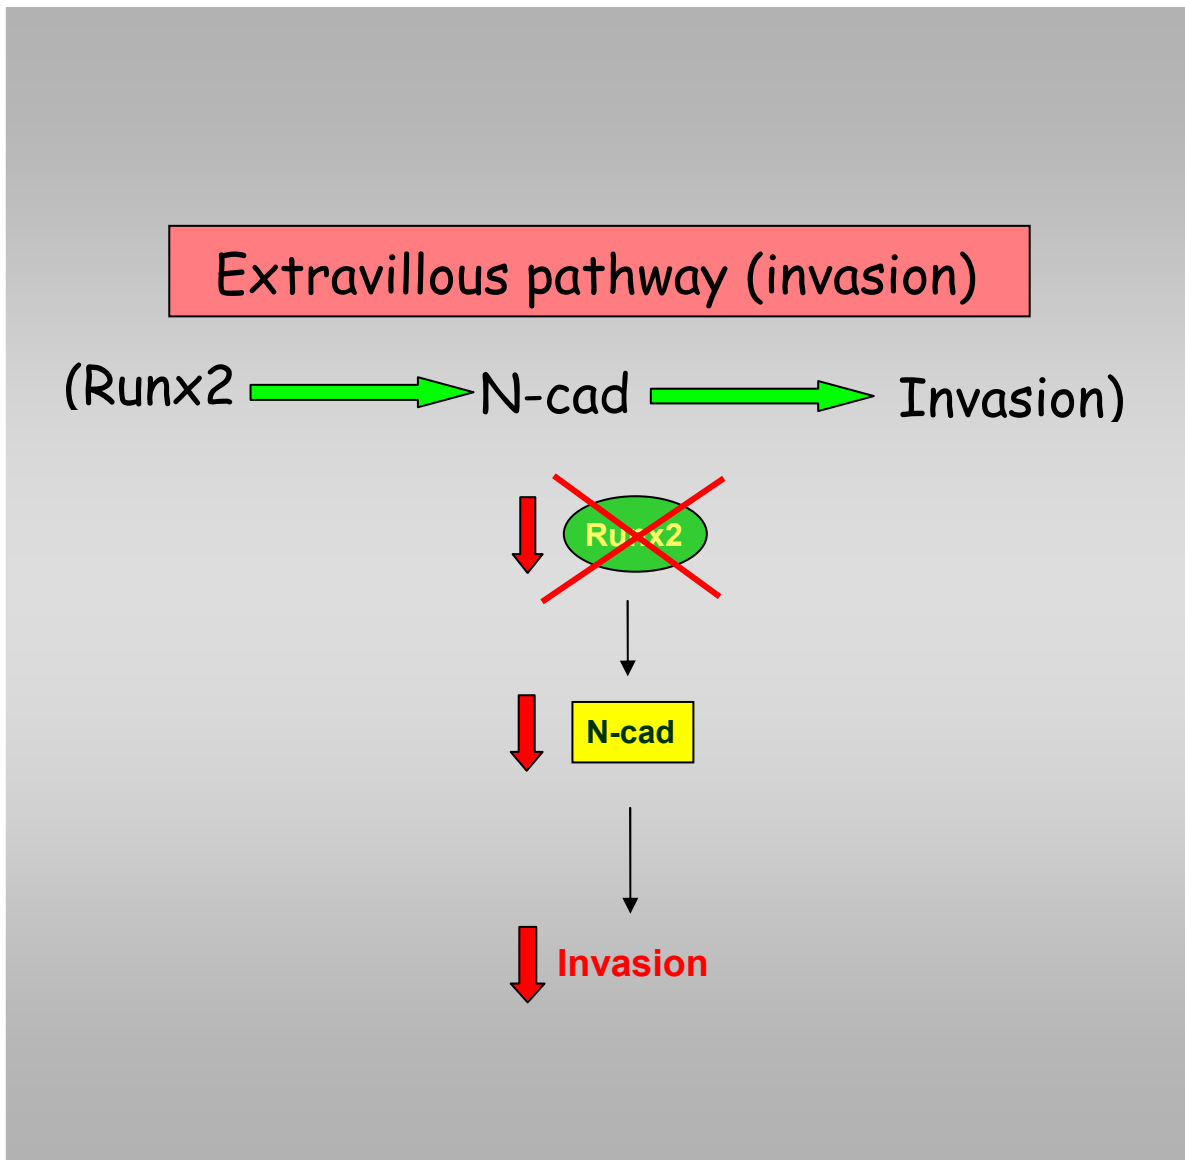 Extravillous pathway (invasion)
(Runx2 N-cad Invasion)
Runx2
N-cad
Invasion